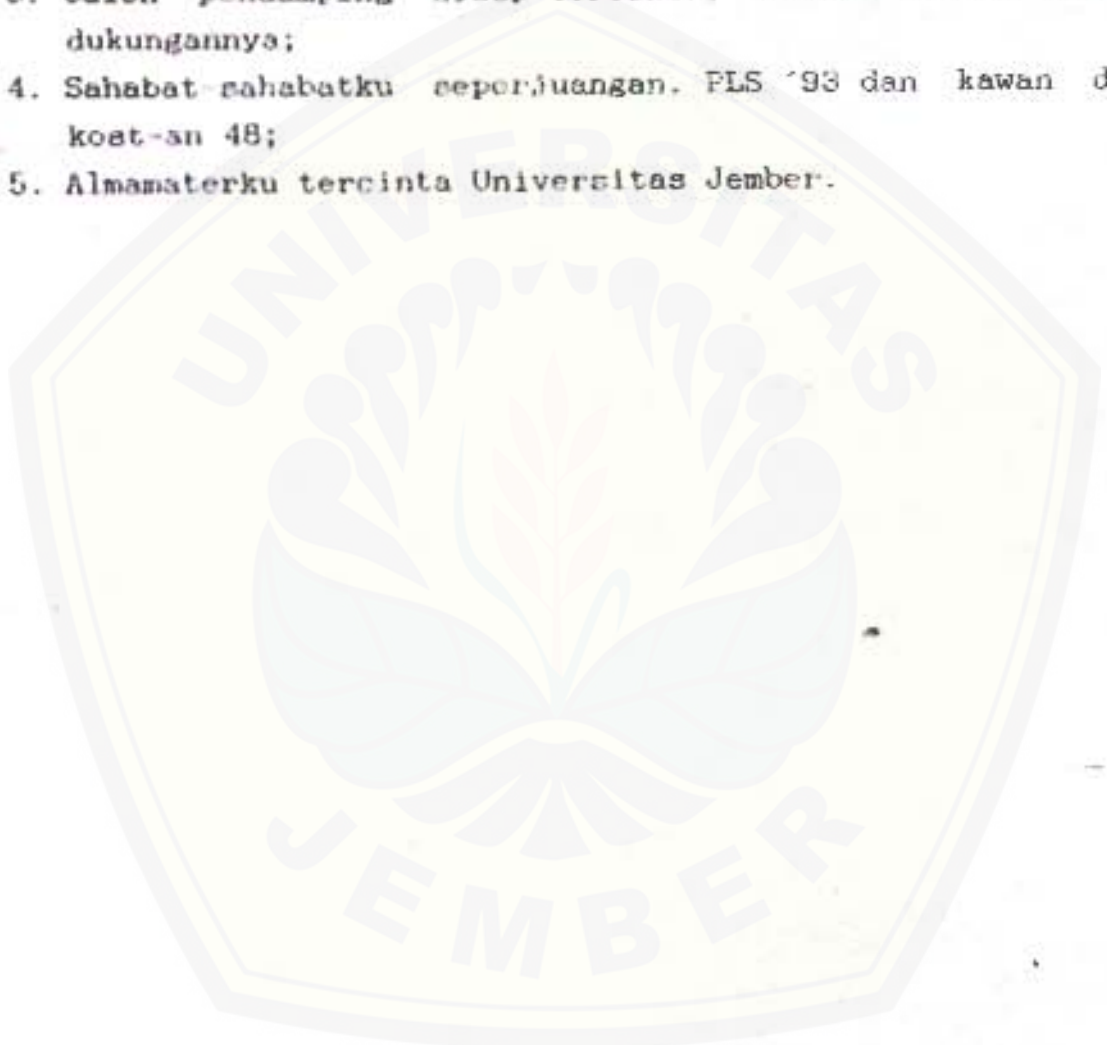 dukungannya;
4. Sahabat sahabatku seperjuangan. PLS '93 dan kawan d
kost-an 48;
5. Almamaterku tercinta Universitas Jember.
UNIVERSITAS
JEMBER